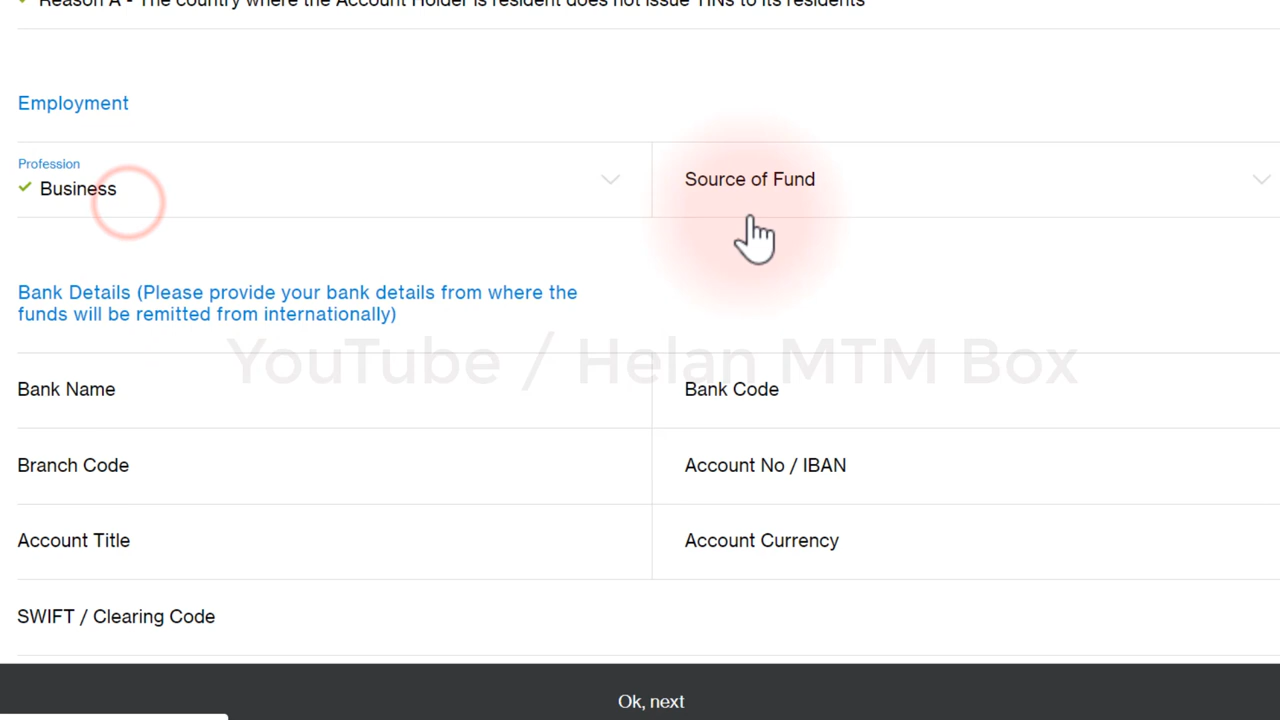 Reason A - The country where the Account Holder is resident does not issue TINs to its residents
Employment
Profession
Business
Source of Fund
Bank Details (Please provide your bank details from where the
funds will be remitted from internationally)
YouTube / Helan MTM Box
Bank Name
Bank Code
Branch Code
Account No / IBAN
Account Title
Account Currency
SWIFT / Clearing Code
Ok, next